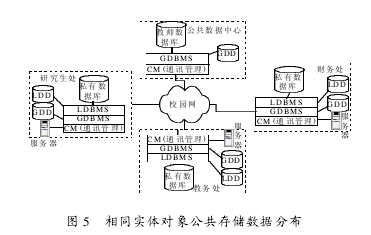 教师数据库
公共数据中心
GDD
GDBMS
CM(通讯管理)
研究生处
LDD
私有数据库
GDD
LDBMS
GDBMS
CM(通讯管理)
服务器
校园网
财务处
私有数据库
LDD
GDD
LDBMS
GDBMS
CM(通讯管理)
服务器
服务器
CM(通讯管理)
GDBMS
LDBMS
GDD
私有数据库
LDD
教务处
图 5 相同实体对象公共存储数据分布